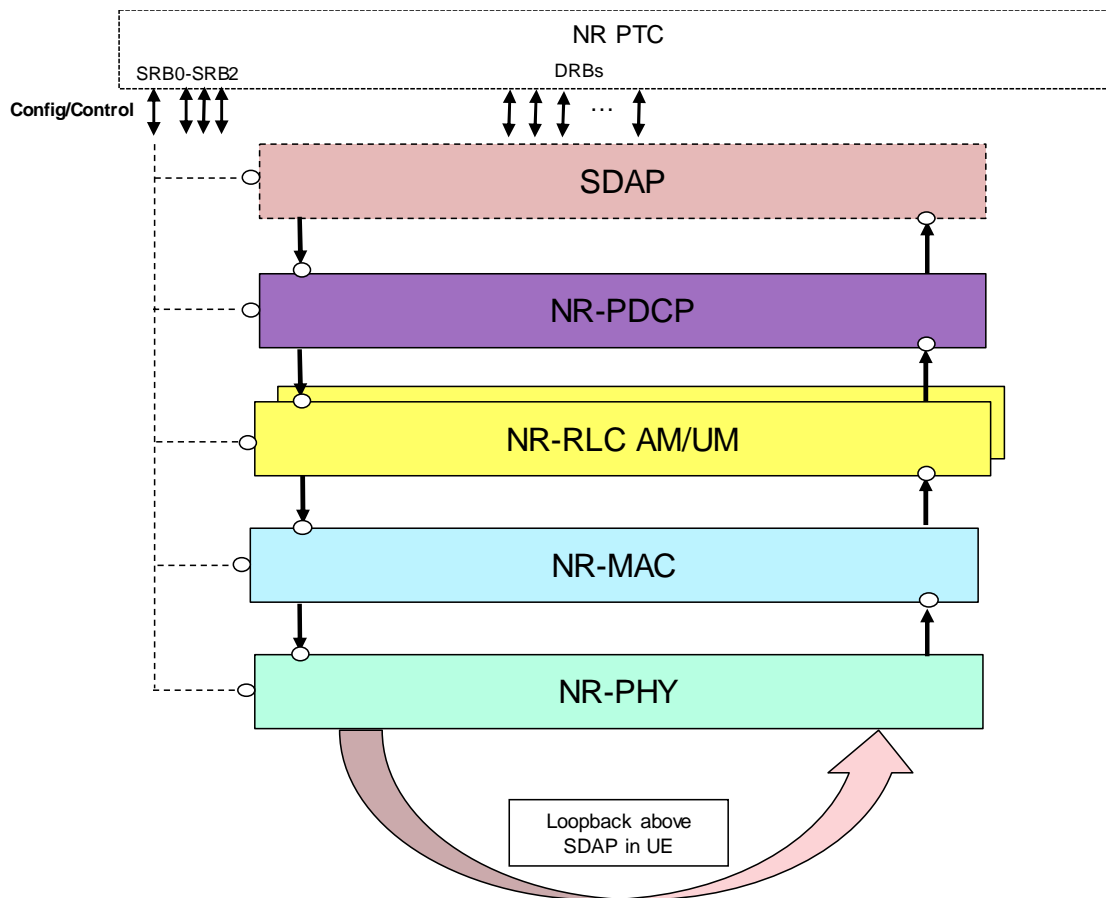 NR PTC
SRB0-SRB2
DRBs
Config/Control
...
SDAP
NR-PDCP
NR-RLC AM/UM
NR-MAC
NR-PHY
Loopback above
SDAP in UE